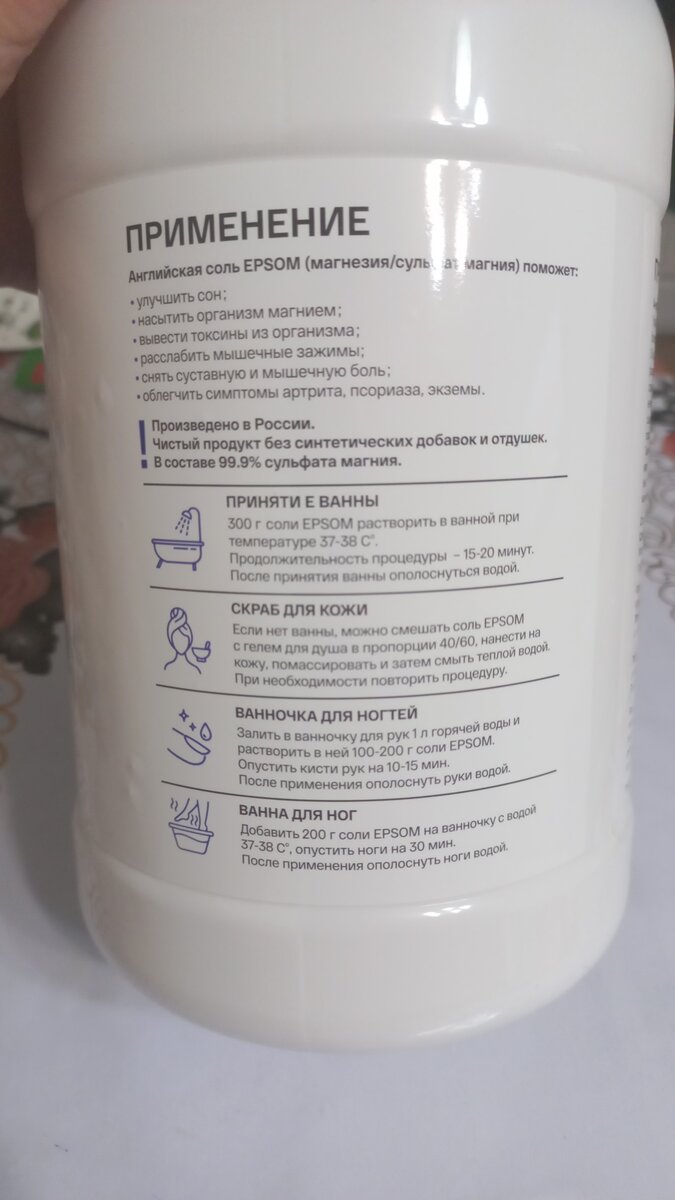 ПРИМЕНЕНИЕ
Английская соль EPSOM (магнезия/сульфат магния) поможет:
• улучшить сон;
• насытить организм магнием;
• вывести токсины из организма;
• расслабить мышечные зажимы;
• снять суставную и мышечную боль;
• облегчить симптомы артрита, псориаза, экземы.
! Произведено в России.
Чистый продукт без синтетических добавок и отдушек.
В составе 99.9% сульфата магния.
ПРИНЯТИ Е ВАННЫ
300 г соли EPSOM растворить в ванной при
температуре 37-38 С°.
Продолжительность процедуры – 15-20 минут.
После принятия ванны ополоснуться водой.
СКРАБ ДЛЯ КОЖИ
Если нет ванны, можно смешать соль EPSOM
с гелем для душа в пропорции 40/60, нанести на
кожу, помассировать и затем смыть теплой водой.
При необходимости повторить процедуру.
ВАННОЧКА ДЛЯ НОГТЕЙ
Залить в ванночку для рук 1 л горячей воды и
растворить в ней 100-200 г соли EPSOM.
Опустить кисти рук на 10-15 мин.
После применения ополоснуть руки водой.
ВАННА ДЛЯ НОГ
Добавить 200 г соли EPSOM на ванночку с водой
37-38 С°, опустить ноги на 30 мин.
После применения ополоснуть ноги водой.